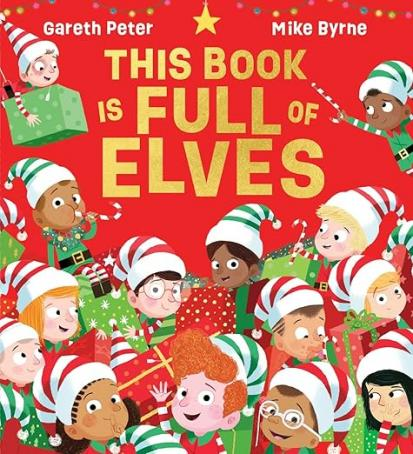 Gareth Peter
Mike Byrne
THIS BOOK
IS FULL OF
ELVES